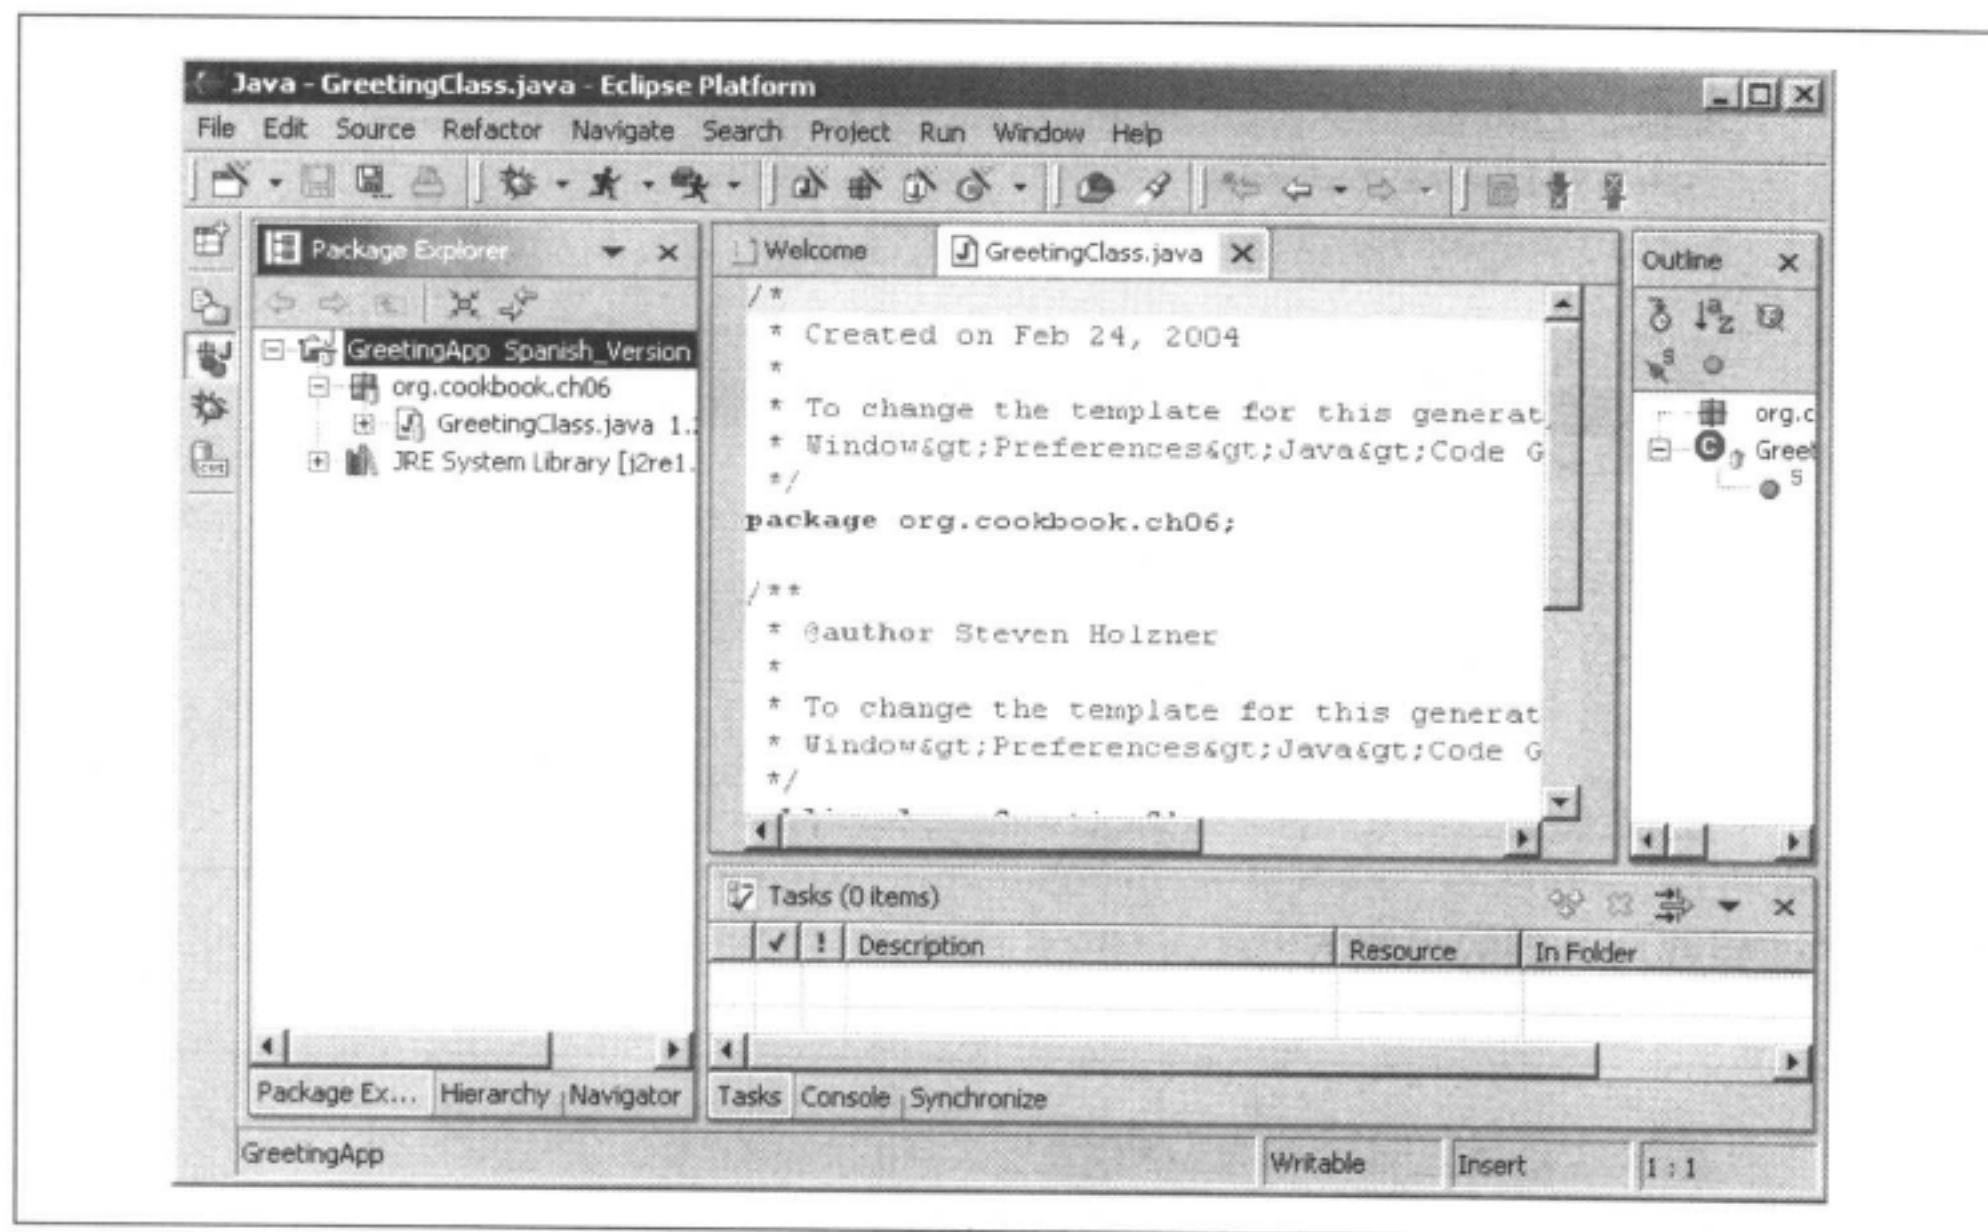 Java - GreetingClass.java - Eclipse Platform
File Edit Source Refactor Navigate Search Project Run Window Help
Package Explorer
GreetingApp Spanish_Version
org.cookbook.ch06
GreetingClass.java 1.
JRE System Library [j2re1.
Package Ex... Hierarchy Navigator
Welcome GreetingClass.java
/*
* Created on Feb 24, 2004
*
* To change the template for this generat
* Window&gt;Preferences&gt;Java&gt;Code G
*/
package org.cookbook.ch06;
/**
* @author Steven Holzner
*
* To change the template for this generat
* Window&gt;Preferences&gt;Java&gt;Code G
*/
Outline
org.c
Greet
S
Tasks (0 items)
! Description Resource In Folder
Tasks Console Synchronize
GreetingApp Writable Insert 1 : 1